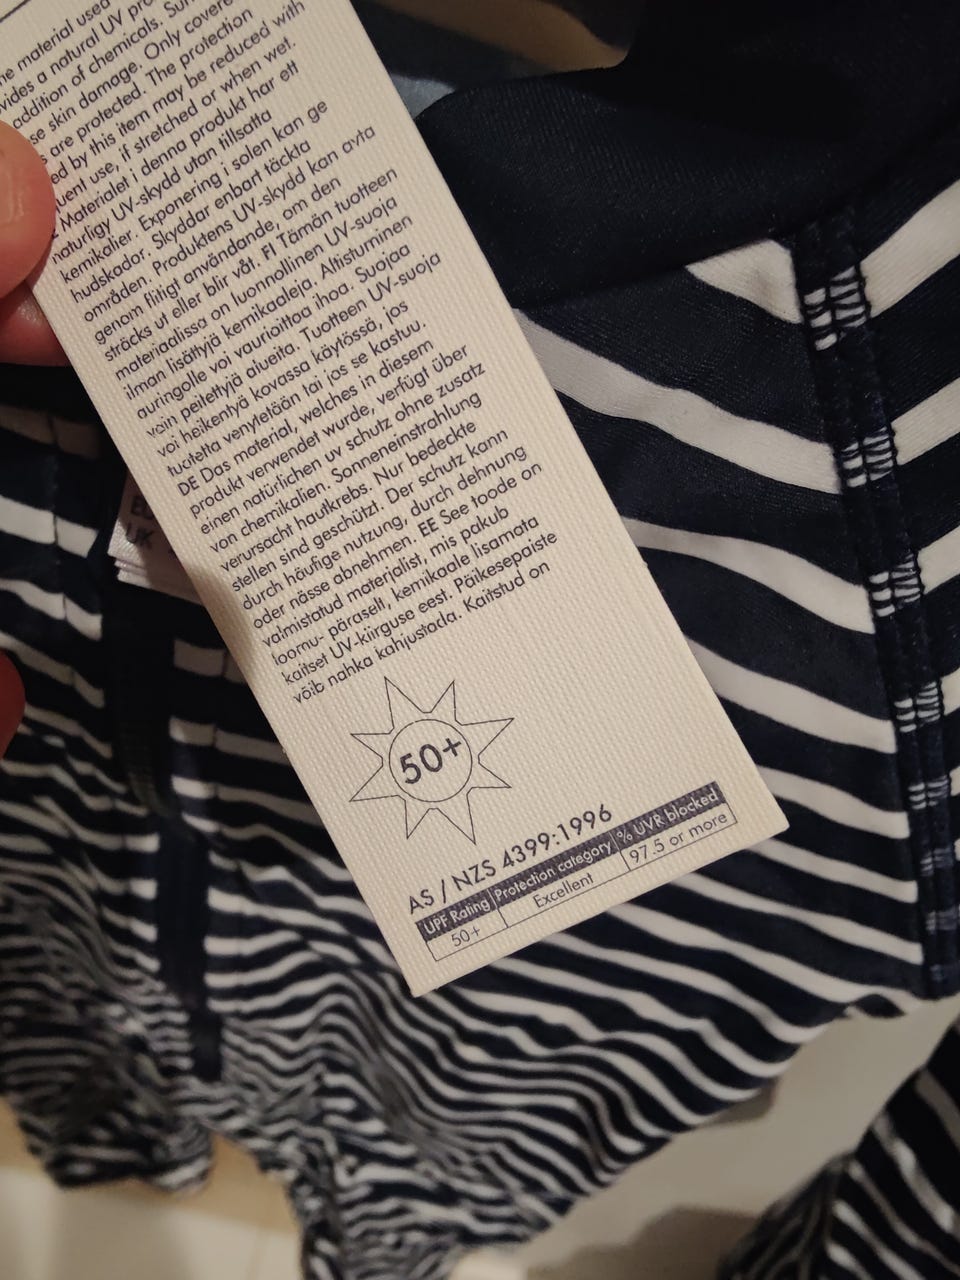 he material used
vides a natural UV pro
addition of chemicals. Sun
se skin damage. Only covere
s are protected. The protection
ed by this item may be reduced with
uent use, if stretched or when wet.
Materialet i denna produkt har ett
naturligy UV-skydd utan tillsatta
kemikalier. Exponering i solen kan ge
hudskador. Skyddar enbart täckta
områden. Produktens UV-skydd kan avta
genom flitigt användande, om den
sträcks ut eller blir våt. FI Tämän tuotteen
materiaalissa on luonnollinen UV-suoja
ilman lisättyjä kemikaaleja. Altistuminen
auringolle voi vaurioittaa ihoa. Suojaa
vain peitettyjä alueita. Tuotteen UV-suoja
voi heikentyä kovassa käytössä, jos
tuotetta venytetään tai jos se kastuu.
DE Das material, welches in diesem
produkt verwendet wurde, verfügt über
einen natürlichen uv schutz ohne zusatz
von chemikalien. Sonneneinstrahlung
verursacht hautkrebs. Nur bedeckte
stellen sind geschützt. Der schutz kann
durch häufige nutzung, durch dehnung
oder nässe abnehmen. EE See toode on
valmistatud materjalist, mis pakub
loomu- päraselt, kemikaale lisamata
kaitset UV-kiirguse eest. Päikesepaiste
võib nahka kahjustada. Kaitstud on
50+
AS / NZS 4399:1996
UPF Rating Protection category % UVR blocked
50+ Excellent 97.5 or more
UK